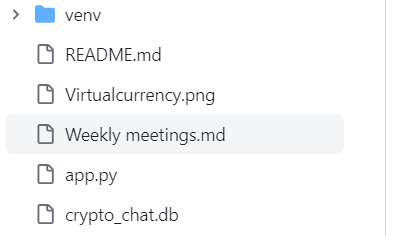 venv
README.md
Virtualcurrency.png
Weekly meetings.md
app.py
crypto_chat.db